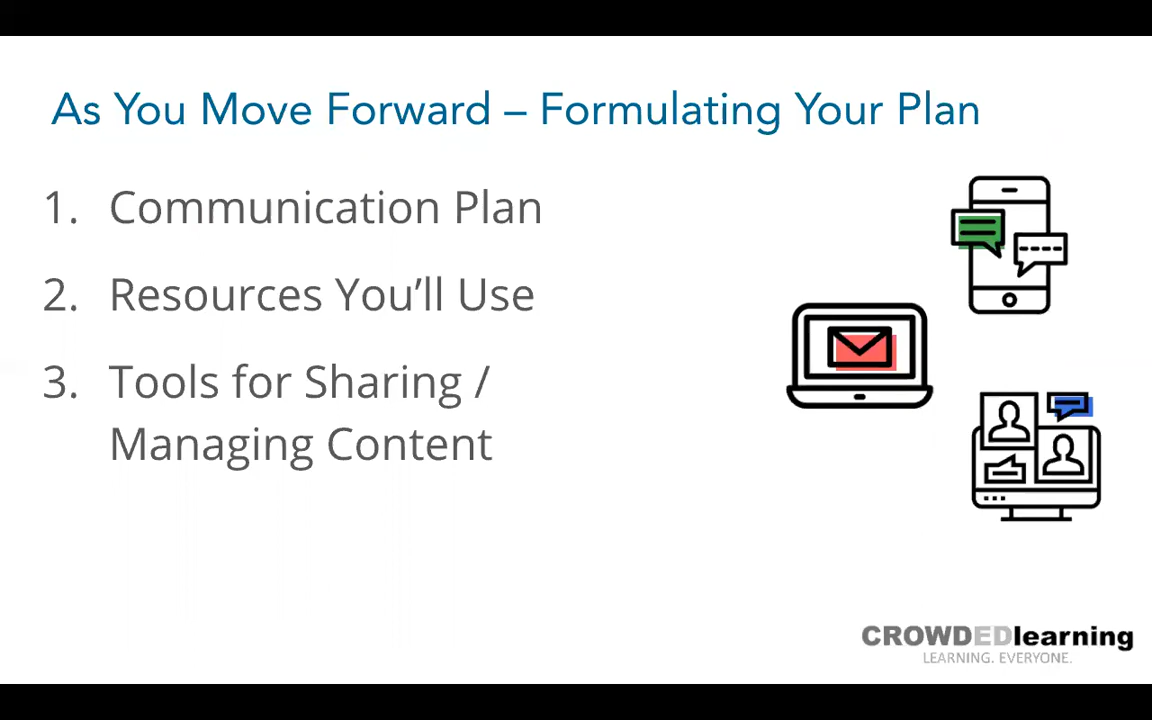 As You Move Forward – Formulating Your Plan
1. Communication Plan
2. Resources You’ll Use
3. Tools for Sharing /
Managing Content
CROWDEDlearning
LEARNING. EVERYONE.